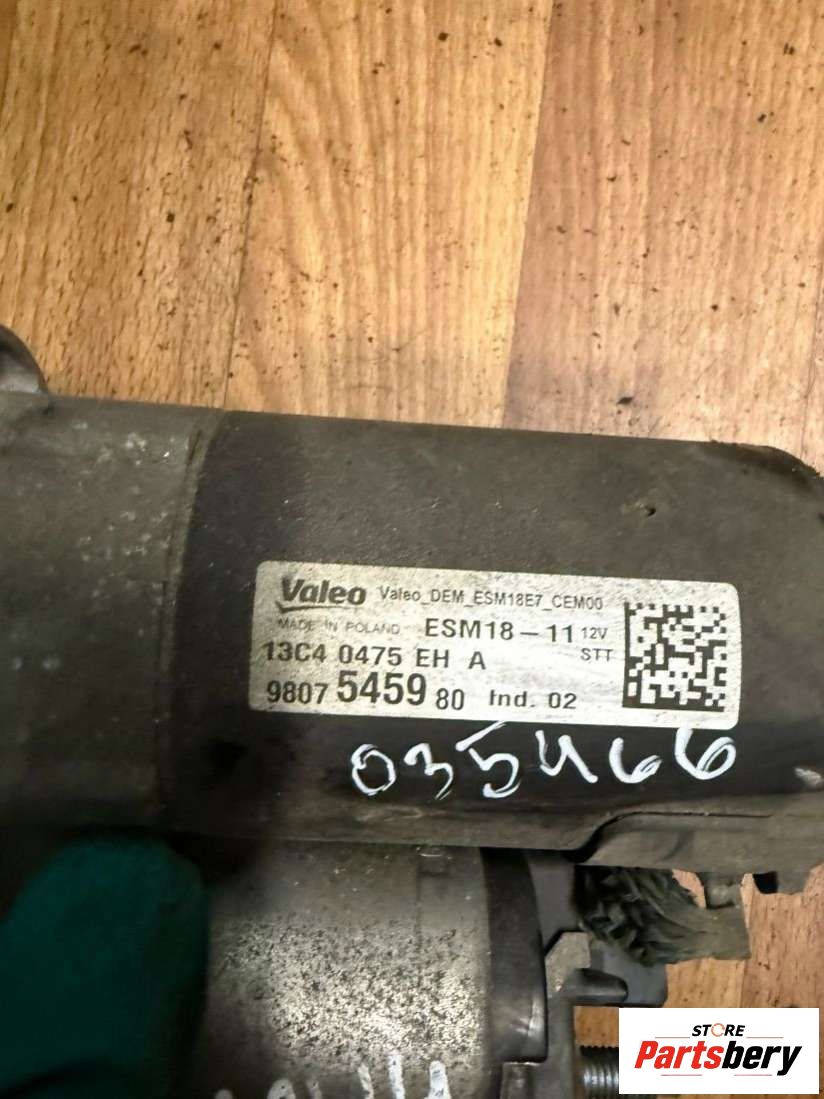 Valeo Valeo_DEM_ESM18E7_CEM00
MADE IN POLAND ESM18-11 12V
13C4 0475 EH A STT
9807 5459 80 Ind. 02
035466
STORE
Partsbery